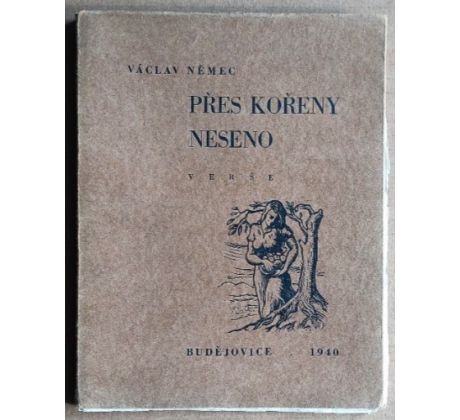 VÁCLAV NĚMEC
PŘES KOŘENY
NESENO
VERŠE
BUDĚJOVICE . 1940